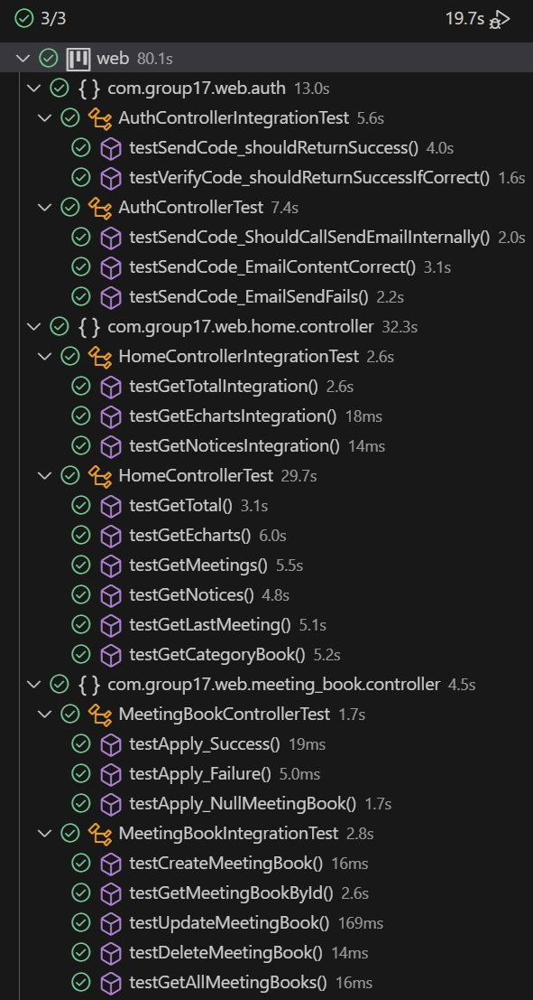 3/3 19.7s
web 80.1s
{ } com.group17.web.auth 13.0s
AuthControllerIntegrationTest 5.6s
testSendCode_shouldReturnSuccess() 4.0s
testVerifyCode_shouldReturnSuccessIfCorrect() 1.6s
AuthControllerTest 7.4s
testSendCode_ShouldCallSendEmailInternally() 2.0s
testSendCode_EmailContentCorrect() 3.1s
testSendCode_EmailSendFails() 2.2s
{ } com.group17.web.home.controller 32.3s
HomeControllerIntegrationTest 2.6s
testGetTotalIntegration() 2.6s
testGetEchartsIntegration() 18ms
testGetNoticesIntegration() 14ms
HomeControllerTest 29.7s
testGetTotal() 3.1s
testGetEcharts() 6.0s
testGetMeetings() 5.5s
testGetNotices() 4.8s
testGetLastMeeting() 5.1s
testGetCategoryBook() 5.2s
{ } com.group17.web.meeting_book.controller 4.5s
MeetingBookControllerTest 1.7s
testApply_Success() 19ms
testApply_Failure() 5.0ms
testApply_NullMeetingBook() 1.7s
MeetingBookIntegrationTest 2.8s
testCreateMeetingBook() 16ms
testGetMeetingBookById() 2.6s
testUpdateMeetingBook() 169ms
testDeleteMeetingBook() 14ms
testGetAllMeetingBooks() 16ms